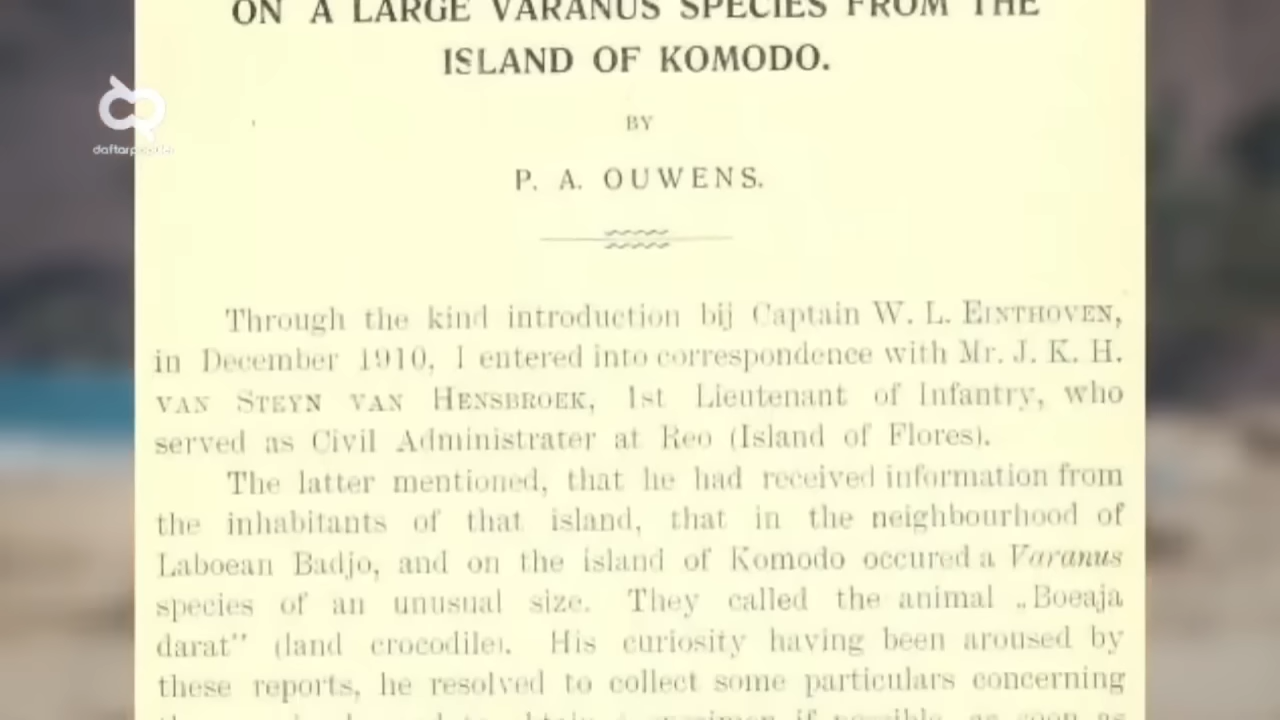 ON A LARGE VARANUS SPECIES FROM THE
ISLAND OF KOMODO.
BY
P. A. OUWENS.
Through the kind introduction bij Captain W. L. EINTHOVEN,
in December 1910, I entered into correspondence with Mr. J. K. H.
VAN STEYN VAN HENSBROEK, 1st Lieutenant of Infantry, who
served as Civil Administrater at Reo (Island of Flores).
The latter mentioned, that he had received information from
the inhabitants of that island, that in the neighbourhood of
Laboean Badjo, and on the island of Komodo occured a Varanus
species of an unusual size. They called the animal „Boeaja
darat" (land crocodile). His curiosity having been aroused by
these reports, he resolved to collect some particulars concerning
daftarpopuler